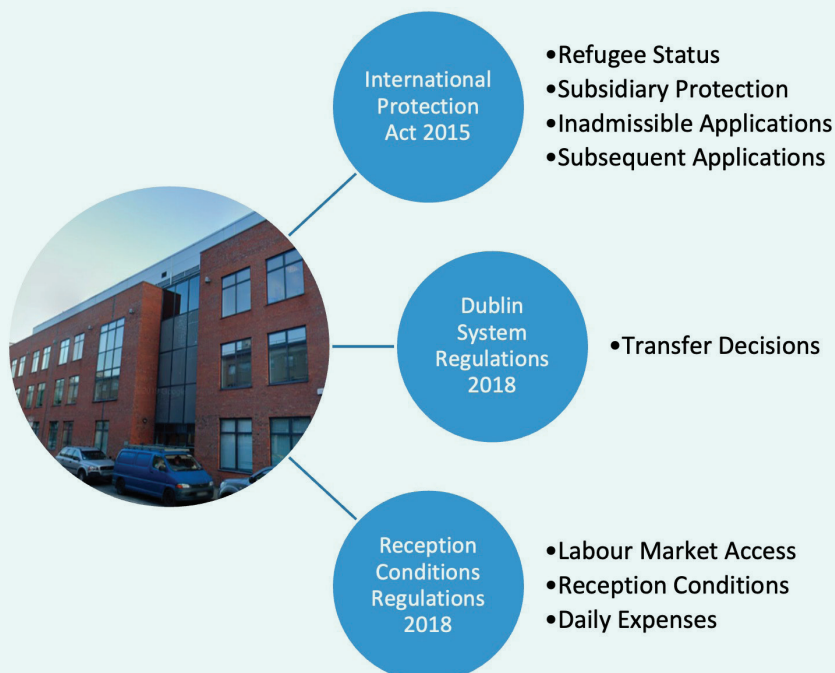 International
Protection
Act 2015
•Refugee Status
•Subsidiary Protection
•Inadmissible Applications
•Subsequent Applications
Dublin
System
Regulations
2018
•Transfer Decisions
Reception
Conditions
Regulations
2018
•Labour Market Access
•Reception Conditions
•Daily Expenses